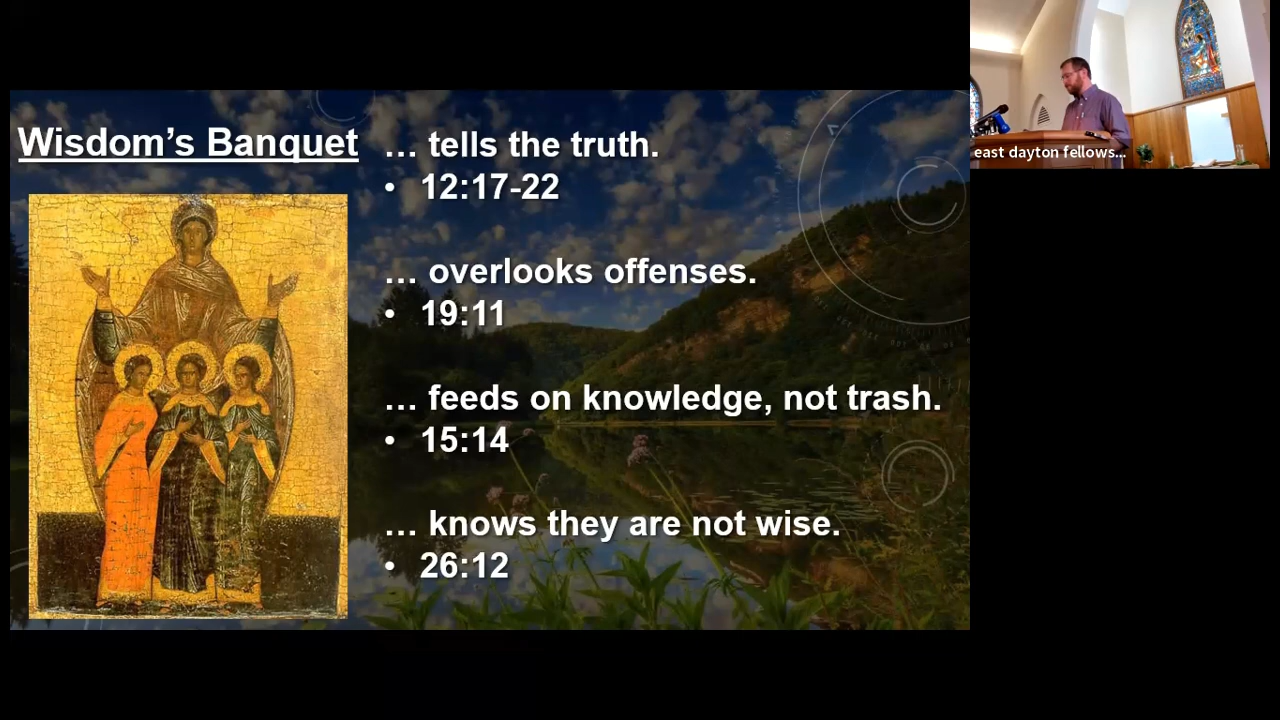 Wisdom’s Banquet
… tells the truth.
• 12:17-22
… overlooks offenses.
• 19:11
… feeds on knowledge, not trash.
• 15:14
… knows they are not wise.
• 26:12
east dayton fellows...